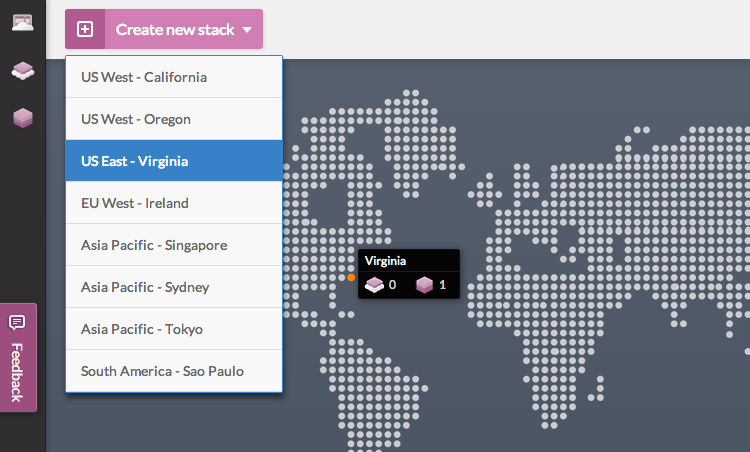 Create new stack
US West - California
US West - Oregon
US East - Virginia
EU West - Ireland
Asia Pacific - Singapore
Asia Pacific - Sydney
Asia Pacific - Tokyo
South America - Sao Paulo
Virginia
0 1
Feedback